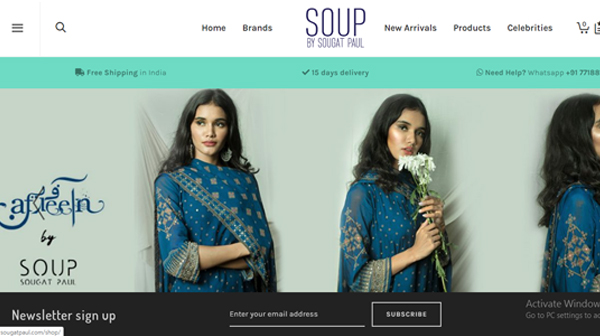 SOUP
BY SOUGAT PAUL
Home Brands New Arrivals Products Celebrities
0
Free Shipping in India
15 days delivery
Need Help? Whatsapp +91 77188
afreen
by
SOUP
SOUGAT PAUL
Newsletter sign up
Enter your email address
SUBSCRIBE
Activate Window
Go to PC settings to ac
sougetpaul.com/shop/